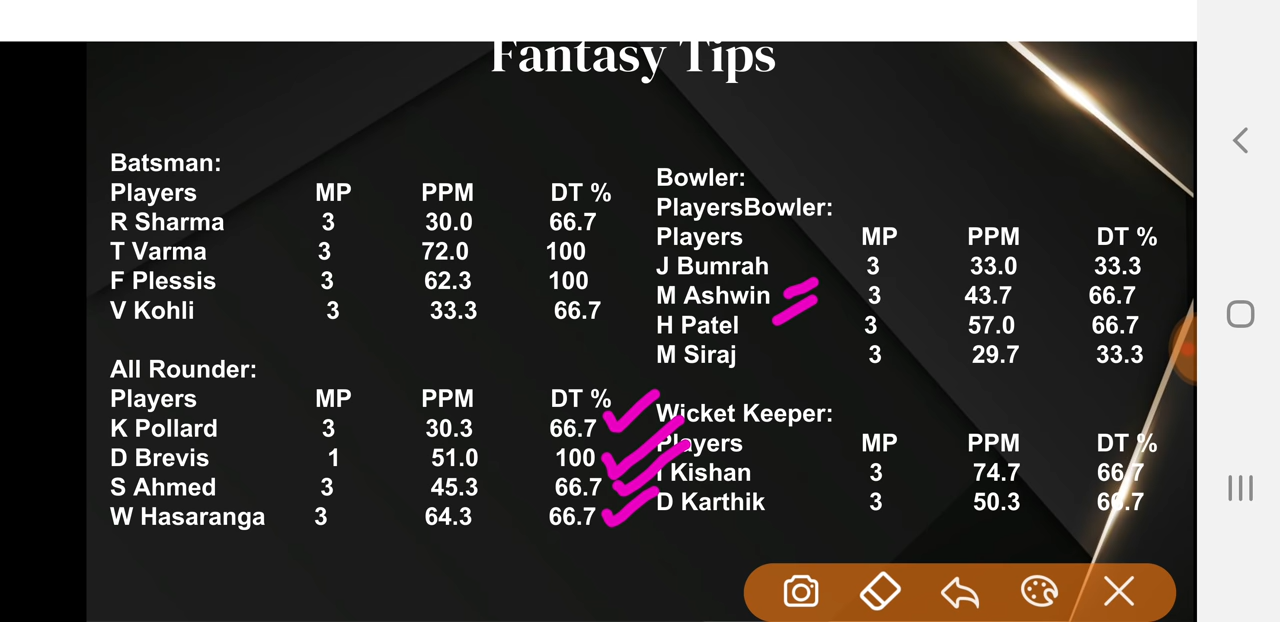 Fantasy Tips
Batsman:
Players MP PPM DT %
R Sharma 3 30.0 66.7
T Varma 3 72.0 100
F Plessis 3 62.3 100
V Kohli 3 33.3 66.7
All Rounder:
Players MP PPM DT %
K Pollard 3 30.3 66.7
D Brevis 1 51.0 100
S Ahmed 3 45.3 66.7
W Hasaranga 3 64.3 66.7
Bowler:
PlayersBowler:
Players MP PPM DT %
J Bumrah 3 33.0 33.3
M Ashwin 3 43.7 66.7
H Patel 3 57.0 66.7
M Siraj 3 29.7 33.3
Wicket Keeper:
Players MP PPM DT %
I Kishan 3 74.7 66.7
D Karthik 3 50.3 66.7